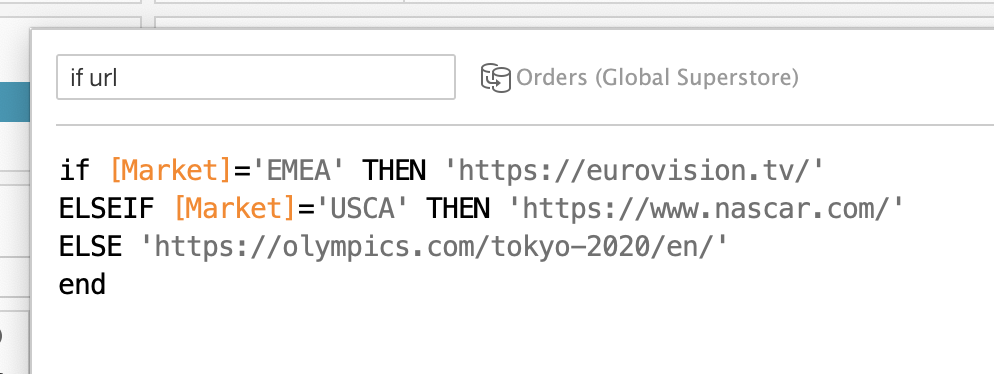 if url
Orders (Global Superstore)
if [Market]='EMEA' THEN 'https://eurovision.tv/'
ELSEIF [Market]='USCA' THEN 'https://www.nascar.com/'
ELSE 'https://olympics.com/tokyo-2020/en/'
end